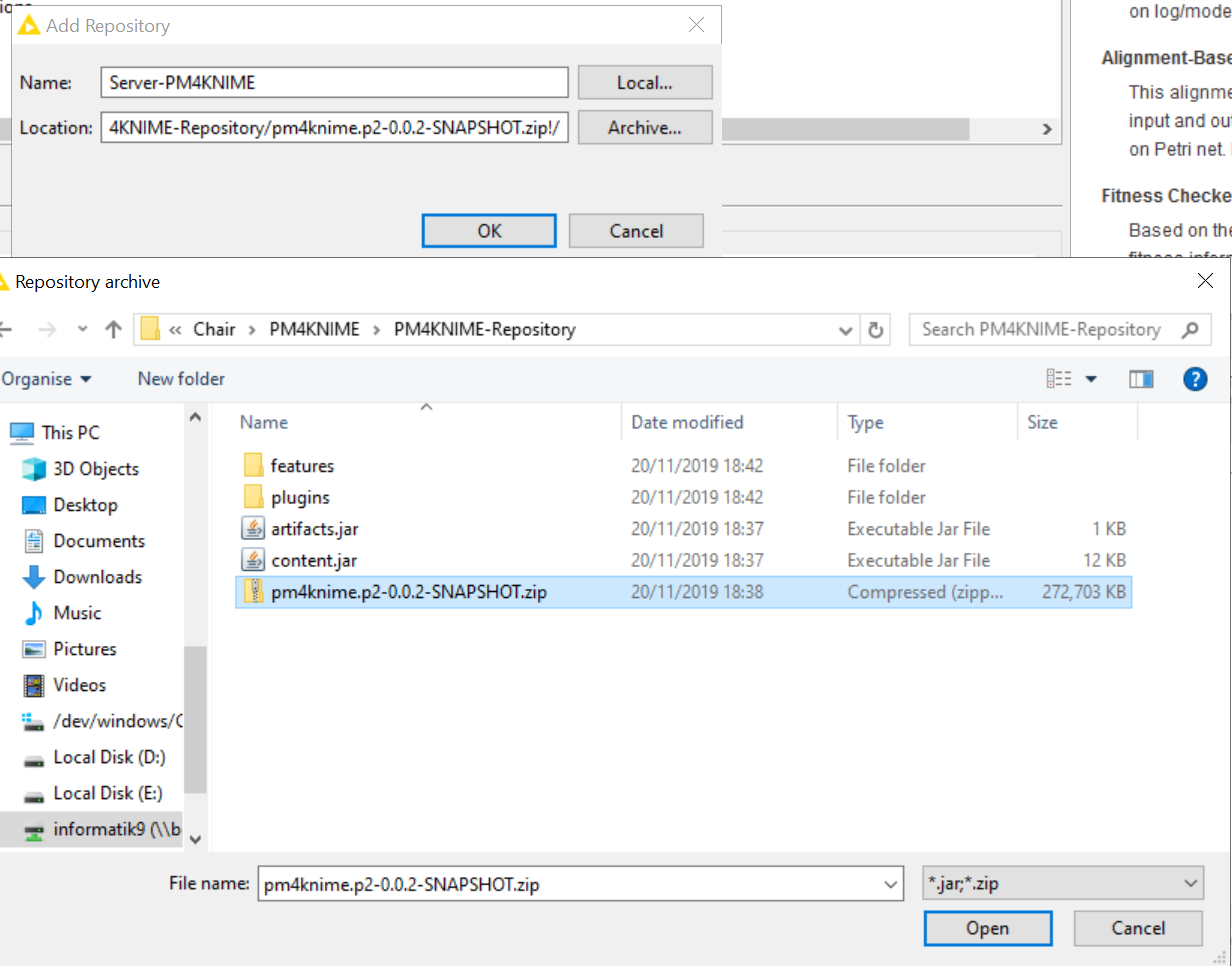 ions
Add Repository
Name: Server-PM4KNIME Local...
Location: 4KNIME-Repository/pm4knime.p2-0.0.2-SNAPSHOT.zip!/ Archive...
OK Cancel
on log/mode
Alignment-Base
This alignme
input and ou
on Petri net.
Fitness Checke
Based on the
fitness inform
Repository archive
« Chair > PM4KNIME > PM4KNIME-Repository Search PM4KNIME-Repository
Organise New folder
This PC
3D Objects
Desktop
Documents
Downloads
Music
Pictures
Videos
/dev/windows/C
Local Disk (D:)
Local Disk (E:)
informatik9 (\\b
Name Date modified Type Size
features 20/11/2019 18:42 File folder
plugins 20/11/2019 18:42 File folder
artifacts.jar 20/11/2019 18:37 Executable Jar File 1 KB
content.jar 20/11/2019 18:37 Executable Jar File 12 KB
pm4knime.p2-0.0.2-SNAPSHOT.zip 20/11/2019 18:38 Compressed (zipp... 272,703 KB
File name: pm4knime.p2-0.0.2-SNAPSHOT.zip *.jar;*.zip
Open Cancel